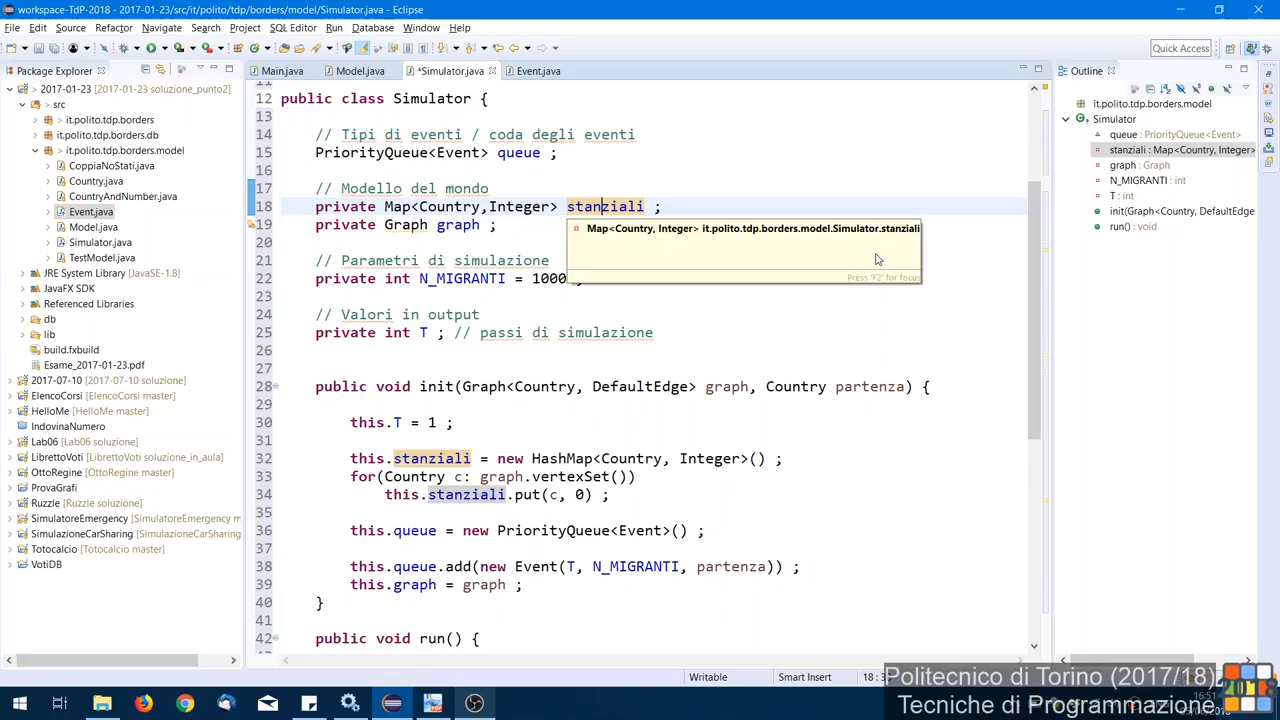 workspace-TdP-2018 - 2017-01-23/src/it/polito/tdp/borders/model/Simulator.java - Eclipse
File Edit Source Refactor Navigate Search Project SQL Editor Run Database Window Help
Quick Access
Package Explorer
Main.java
Model.java
*Simulator.java
Event.java
Outline
2017-01-23 [2017-01-23 soluzione_punto2]
src
it.polito.tdp.borders
it.polito.tdp.borders.db
it.polito.tdp.borders.model
CoppiaNoStati.java
Country.java
CountryAndNumber.java
Event.java
Model.java
Simulator.java
TestModel.java
JRE System Library [JavaSE-1.8]
JavaFX SDK
Referenced Libraries
db
lib
build.fxbuild
Esame_2017-01-23.pdf
2017-07-10 [2017-07-10 soluzione]
ElencoCorsi [ElencoCorsi master]
HelloMe [HelloMe master]
IndovinaNumero
Lab06 [Lab06 soluzione]
LibrettoVoti [LibrettoVoti soluzione_in_aula]
OttoRegine [OttoRegine master]
ProvaGrafi
Ruzzle [Ruzzle soluzione]
SimulatoreEmergency [SimulatoreEmergency m
SimulazioneCarSharing [SimulazioneCarSharing
Totocalcio [Totocalcio master]
VotiDB
11
12 public class Simulator {
13
14 // Tipi di eventi / coda degli eventi
15 PriorityQueue<Event> queue ;
16
17 // Modello del mondo
18 private Map<Country,Integer> stanziali ;
19 private Graph graph ;
20
21 // Parametri di simulazione
22 private int N_MIGRANTI = 1000
23
24 // Valori in output
25 private int T ; // passi di simulazione
26
27
28 public void init(Graph<Country, DefaultEdge> graph, Country partenza) {
29
30 this.T = 1 ;
31
32 this.stanziali = new HashMap<Country, Integer>() ;
33 for(Country c: graph.vertexSet())
34 this.stanziali.put(c, 0) ;
35
36 this.queue = new PriorityQueue<Event>() ;
37
38 this.queue.add(new Event(T, N_MIGRANTI, partenza)) ;
39 this.graph = graph ;
40 }
41
42 public void run() {
Map<Country, Integer> it.polito.tdp.borders.model.Simulator.stanziali
Press 'F2' for focus
it.polito.tdp.borders.model
Simulator
queue : PriorityQueue<Event>
stanziali : Map<Country, Integer>
graph : Graph
N_MIGRANTI : int
T : int
init(Graph<Country, DefaultEdge
run() : void
Writable
Smart Insert
18 : 3
Politecnico di Torino (2017/18)
Tecniche di Programmazione
2018
16:51